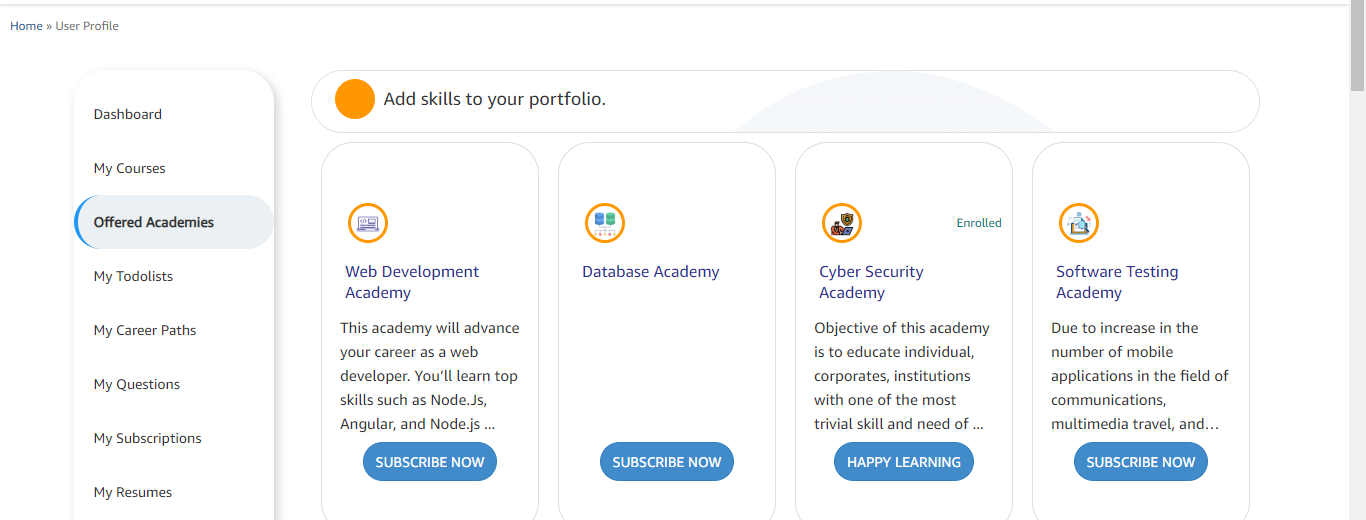 Home » User Profile
Dashboard
My Courses
Offered Academies
My Todolists
My Career Paths
My Questions
My Subscriptions
My Resumes
Add skills to your portfolio.
Web Development
Academy
This academy will advance
your career as a web
developer. You’ll learn top
skills such as Node.Js,
Angular, and Node.js ...
SUBSCRIBE NOW
Database Academy
SUBSCRIBE NOW
Enrolled
Cyber Security
Academy
Objective of this academy
is to educate individual,
corporates, institutions
with one of the most
trivial skill and need of ...
HAPPY LEARNING
Software Testing
Academy
Due to increase in the
number of mobile
applications in the field of
communications,
multimedia travel, and...
SUBSCRIBE NOW